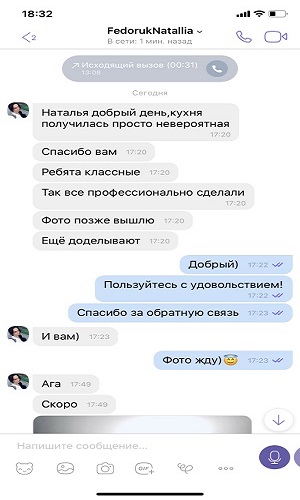 18:32
2
FedorukNatallia
В сети: 1 мин. назад
Исходящий вызов (00:31)
13:08
Сегодня
Наталья добрый день,кухня
получилась просто невероятная
17:20
Спасибо вам 17:20
Ребята классные 17:20
Так все профессионально сделали
17:20
Фото позже вышлю 17:20
Ещё доделывают 17:20
Добрый) 17:22
Пользуйтесь с удовольствием!
17:22
Спасибо за обратную связь 17:23
И вам) 17:23
Фото жду)😇 17:23
Ага 17:49
Скоро 17:49
Напишите сообщение...
GIF+